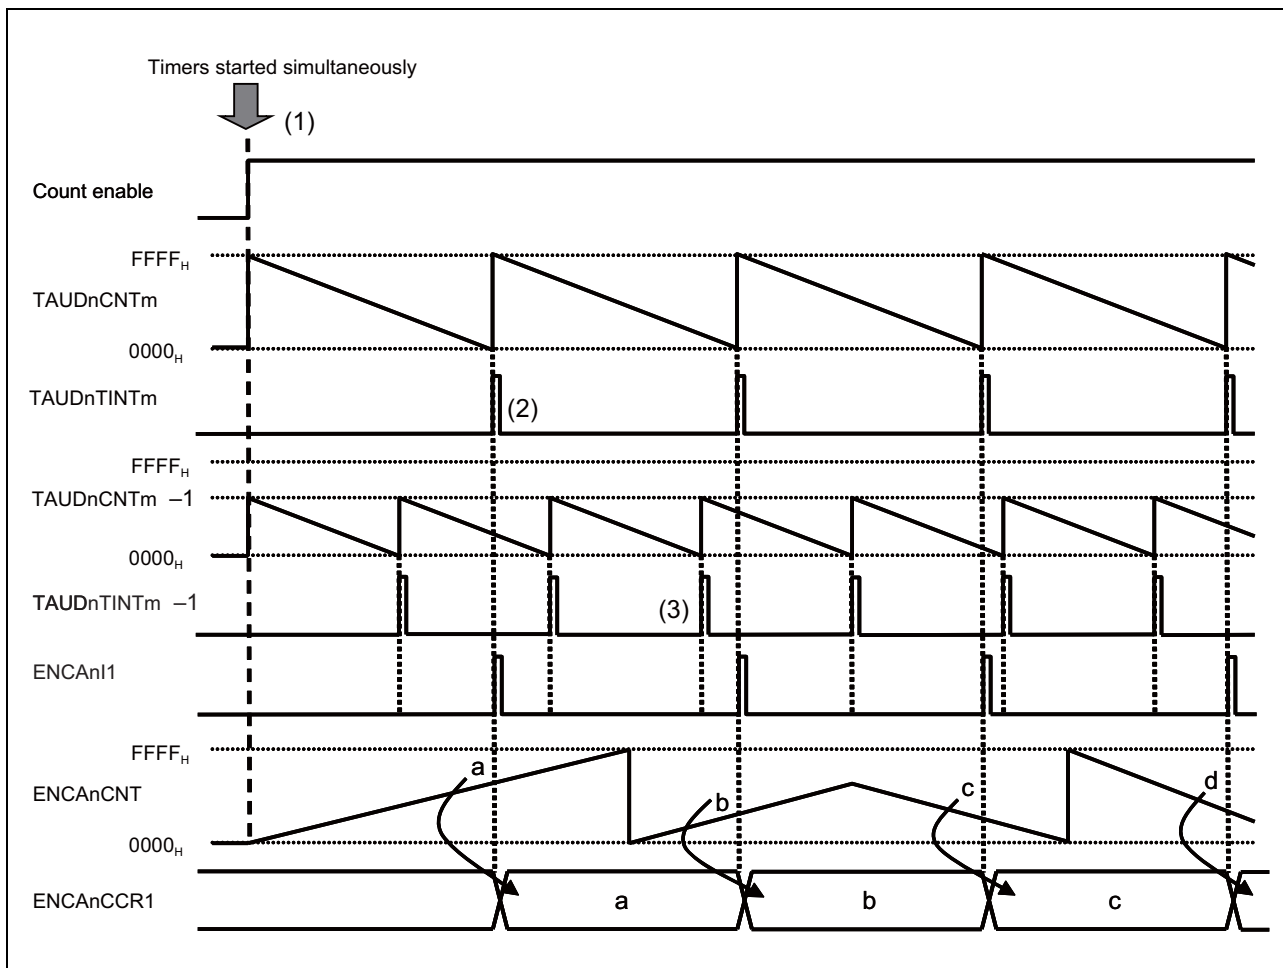 Timers started simultaneously
(1)
Count enable
FFFFH
TAUDnCNTm
0000H
TAUDnTINTm
(2)
FFFFH
TAUDnCNTm –1
0000H
TAUDnTINTm –1
(3)
ENCAnI1
FFFFH
a
ENCAnCNT
b
c
d
0000H
ENCAnCCR1
a
b
c